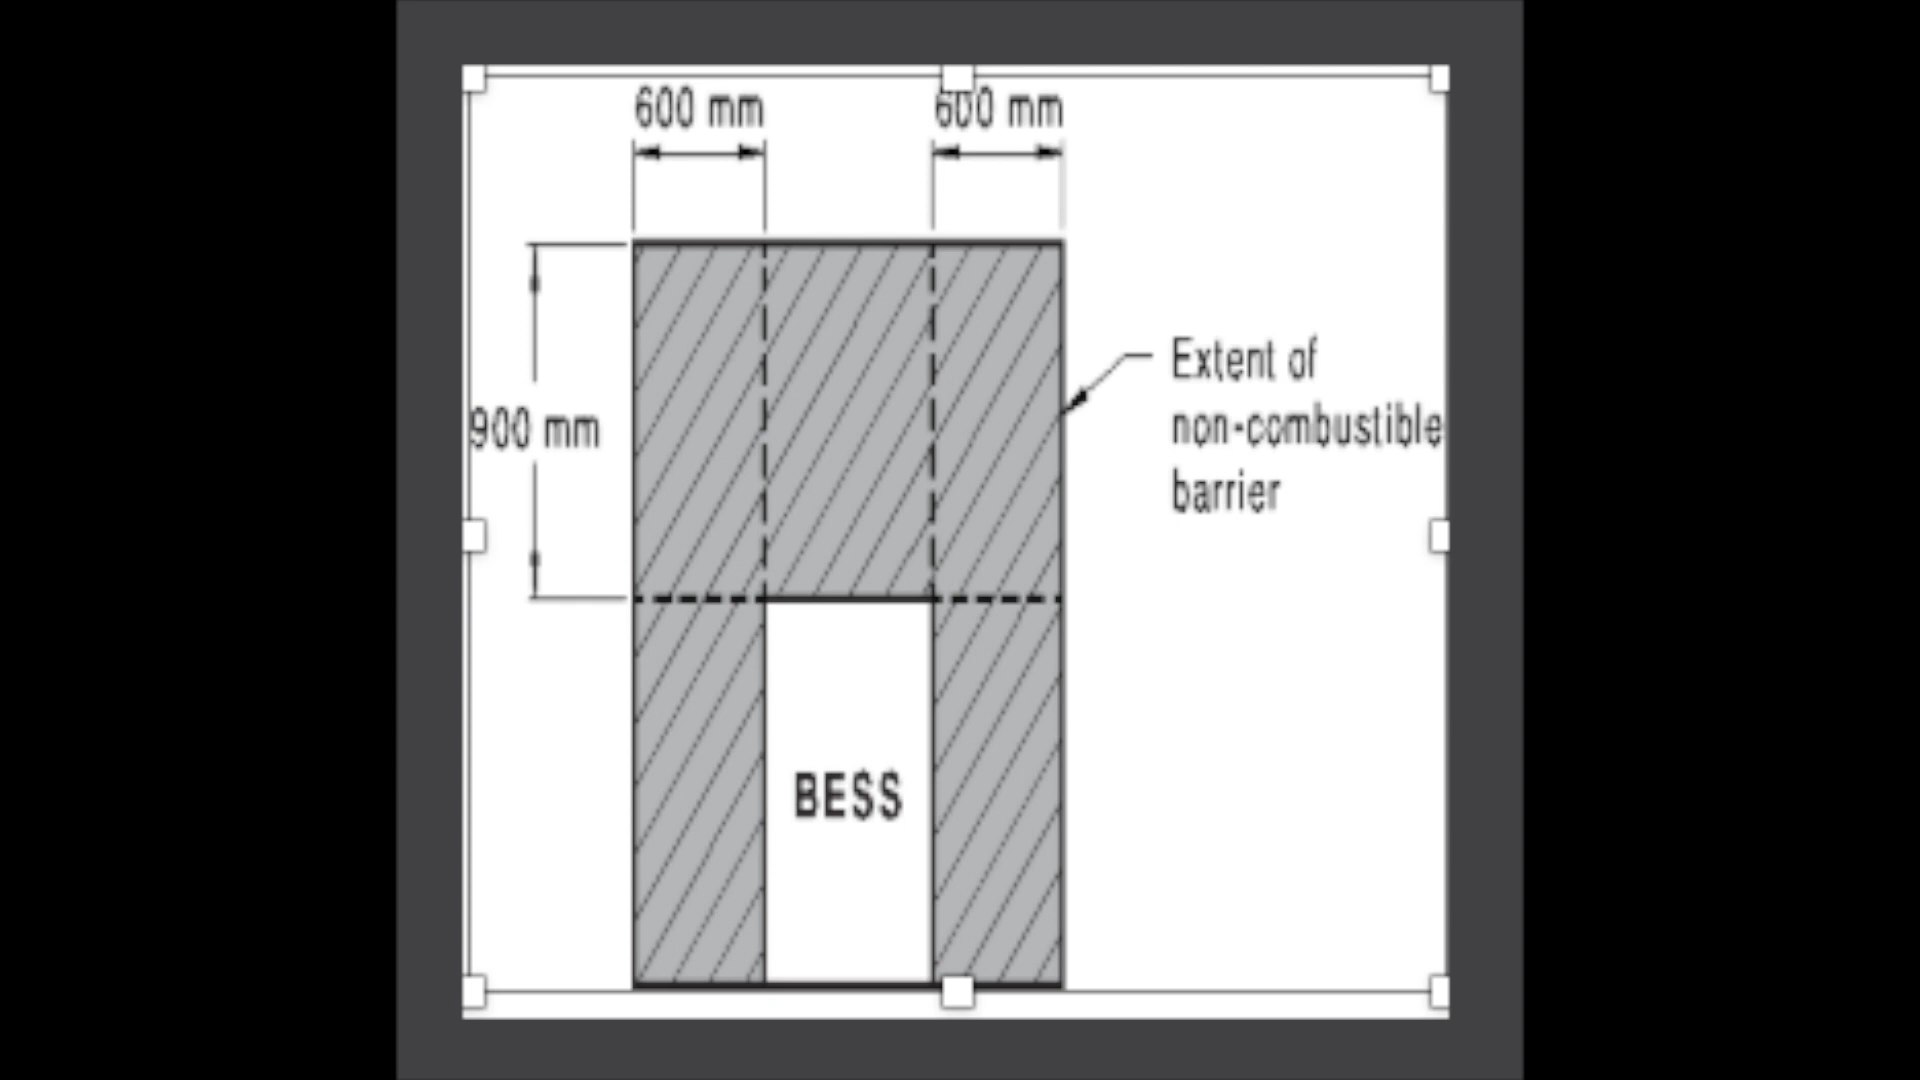 600 mm
600 mm
900 mm
Extent of
non-combustible
barrier
BESS